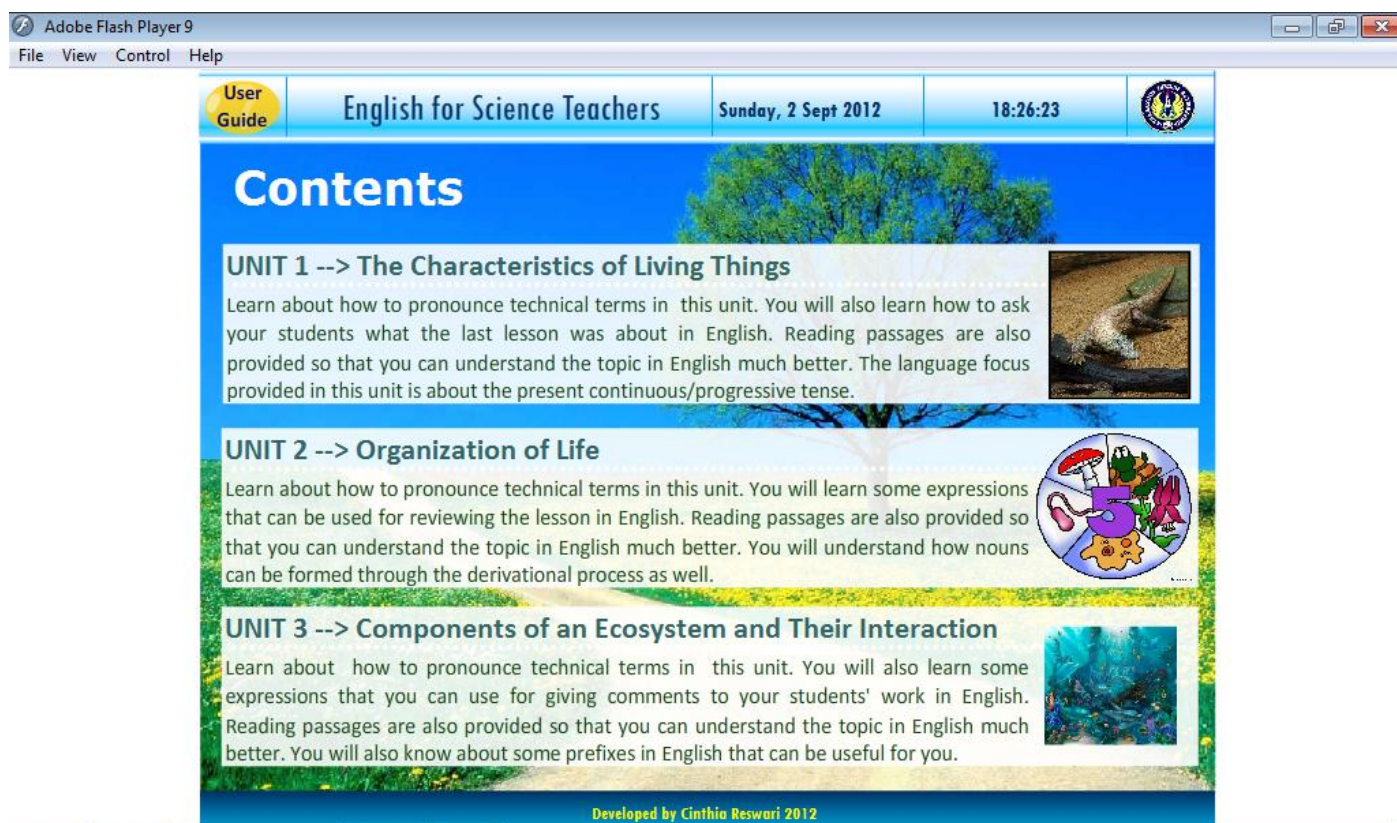 Adobe Flash Player 9
File View Control Help
User
Guide
English for Science Teachers
Sunday, 2 Sept 2012
18:26:23
Contents
UNIT 1 --> The Characteristics of Living Things
Learn about how to pronounce technical terms in this unit. You will also learn how to ask
your students what the last lesson was about in English. Reading passages are also
provided so that you can understand the topic in English much better. The language focus
provided in this unit is about the present continuous/progressive tense.
UNIT 2 --> Organization of Life
Learn about how to pronounce technical terms in this unit. You will learn some expressions
that can be used for reviewing the lesson in English. Reading passages are also provided so
that you can understand the topic in English much better. You will understand how nouns
can be formed through the derivational process as well.
5
UNIT 3 --> Components of an Ecosystem and Their Interaction
Learn about how to pronounce technical terms in this unit. You will also learn some
expressions that you can use for giving comments to your students' work in English.
Reading passages are also provided so that you can understand the topic in English much
better. You will also know about some prefixes in English that can be useful for you.
Developed by Cinthia Reswari 2012